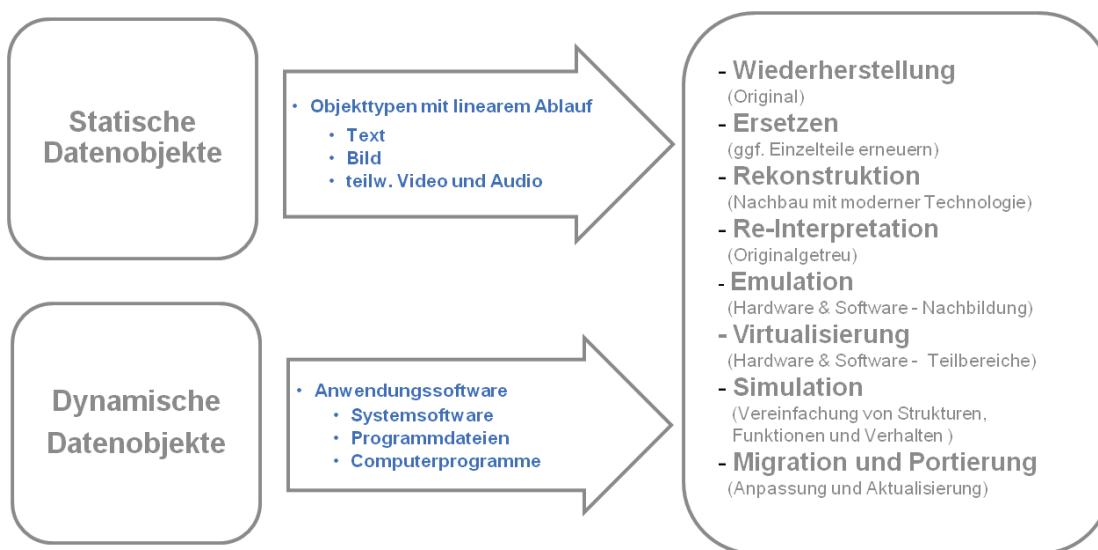 Statische
Datenobjekte
• Objekttypen mit linearem Ablauf
• Text
• Bild
• teilw. Video und Audio
Dynamische
Datenobjekte
• Anwendungssoftware
• Systemsoftware
• Programmdateien
• Computerprogramme
- Wiederherstellung
(Original)
- Ersetzen
(ggf. Einzelteile erneuern)
- Rekonstruktion
(Nachbau mit moderner Technologie)
- Re-Interpretation
(Originalgetreu)
- Emulation
(Hardware & Software - Nachbildung)
- Virtualisierung
(Hardware & Software - Teilbereiche)
- Simulation
(Vereinfachung von Strukturen,
Funktionen und Verhalten )
- Migration und Portierung
(Anpassung und Aktualisierung)